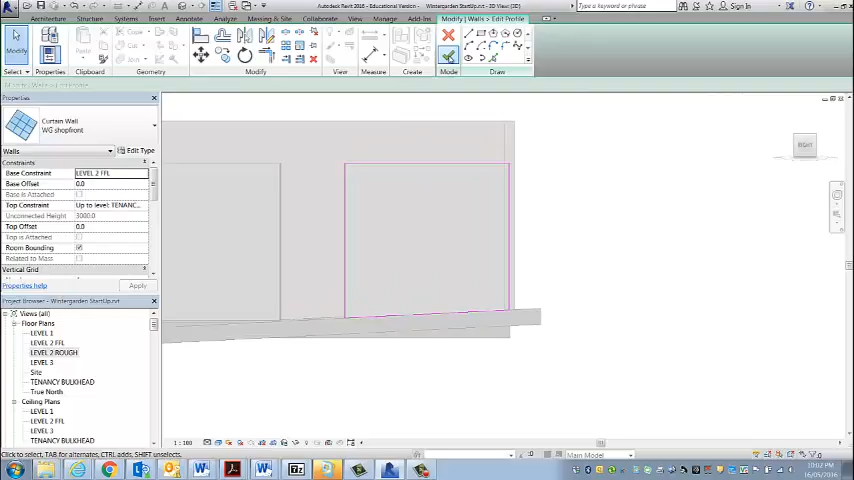 Autodesk Revit 2016 - Educational Version - Wintergarden StartUp.rvt - 3D View: {3D}
Type a keyword or phrase
Sign In
Architecture Structure Systems Insert Annotate Analyze Massing & Site Collaborate View Manage Add-Ins Modify | Walls > Edit Profile
Modify
Cope
Cut
Join
Paste
Select Properties Clipboard Geometry Modify View Measure Create Mode Draw
Modify | Walls > Edit Profile
Properties
Curtain Wall
WG shopfront
Walls
Edit Type
Constraints
Base Constraint LEVEL 2 FFL
Base Offset 0.0
Base is Attached
Top Constraint Up to level: TENANC...
Unconnected Height 3000.0
Top Offset 0.0
Top is Attached
Room Bounding
Related to Mass
Vertical Grid
Properties help Apply
RIGHT
Project Browser - Wintergarden StartUp.rvt
Views (all)
Floor Plans
LEVEL 1
LEVEL 2 FFL
LEVEL 2 ROUGH
LEVEL 3
Site
TENANCY BULKHEAD
True North
Ceiling Plans
LEVEL 1
LEVEL 2 FFL
LEVEL 3
TENANCY BULKHEAD
1 : 100
Click to select, TAB for alternates, CTRL adds, SHIFT unselects.
Main Model
10:02 PM
16/05/2016